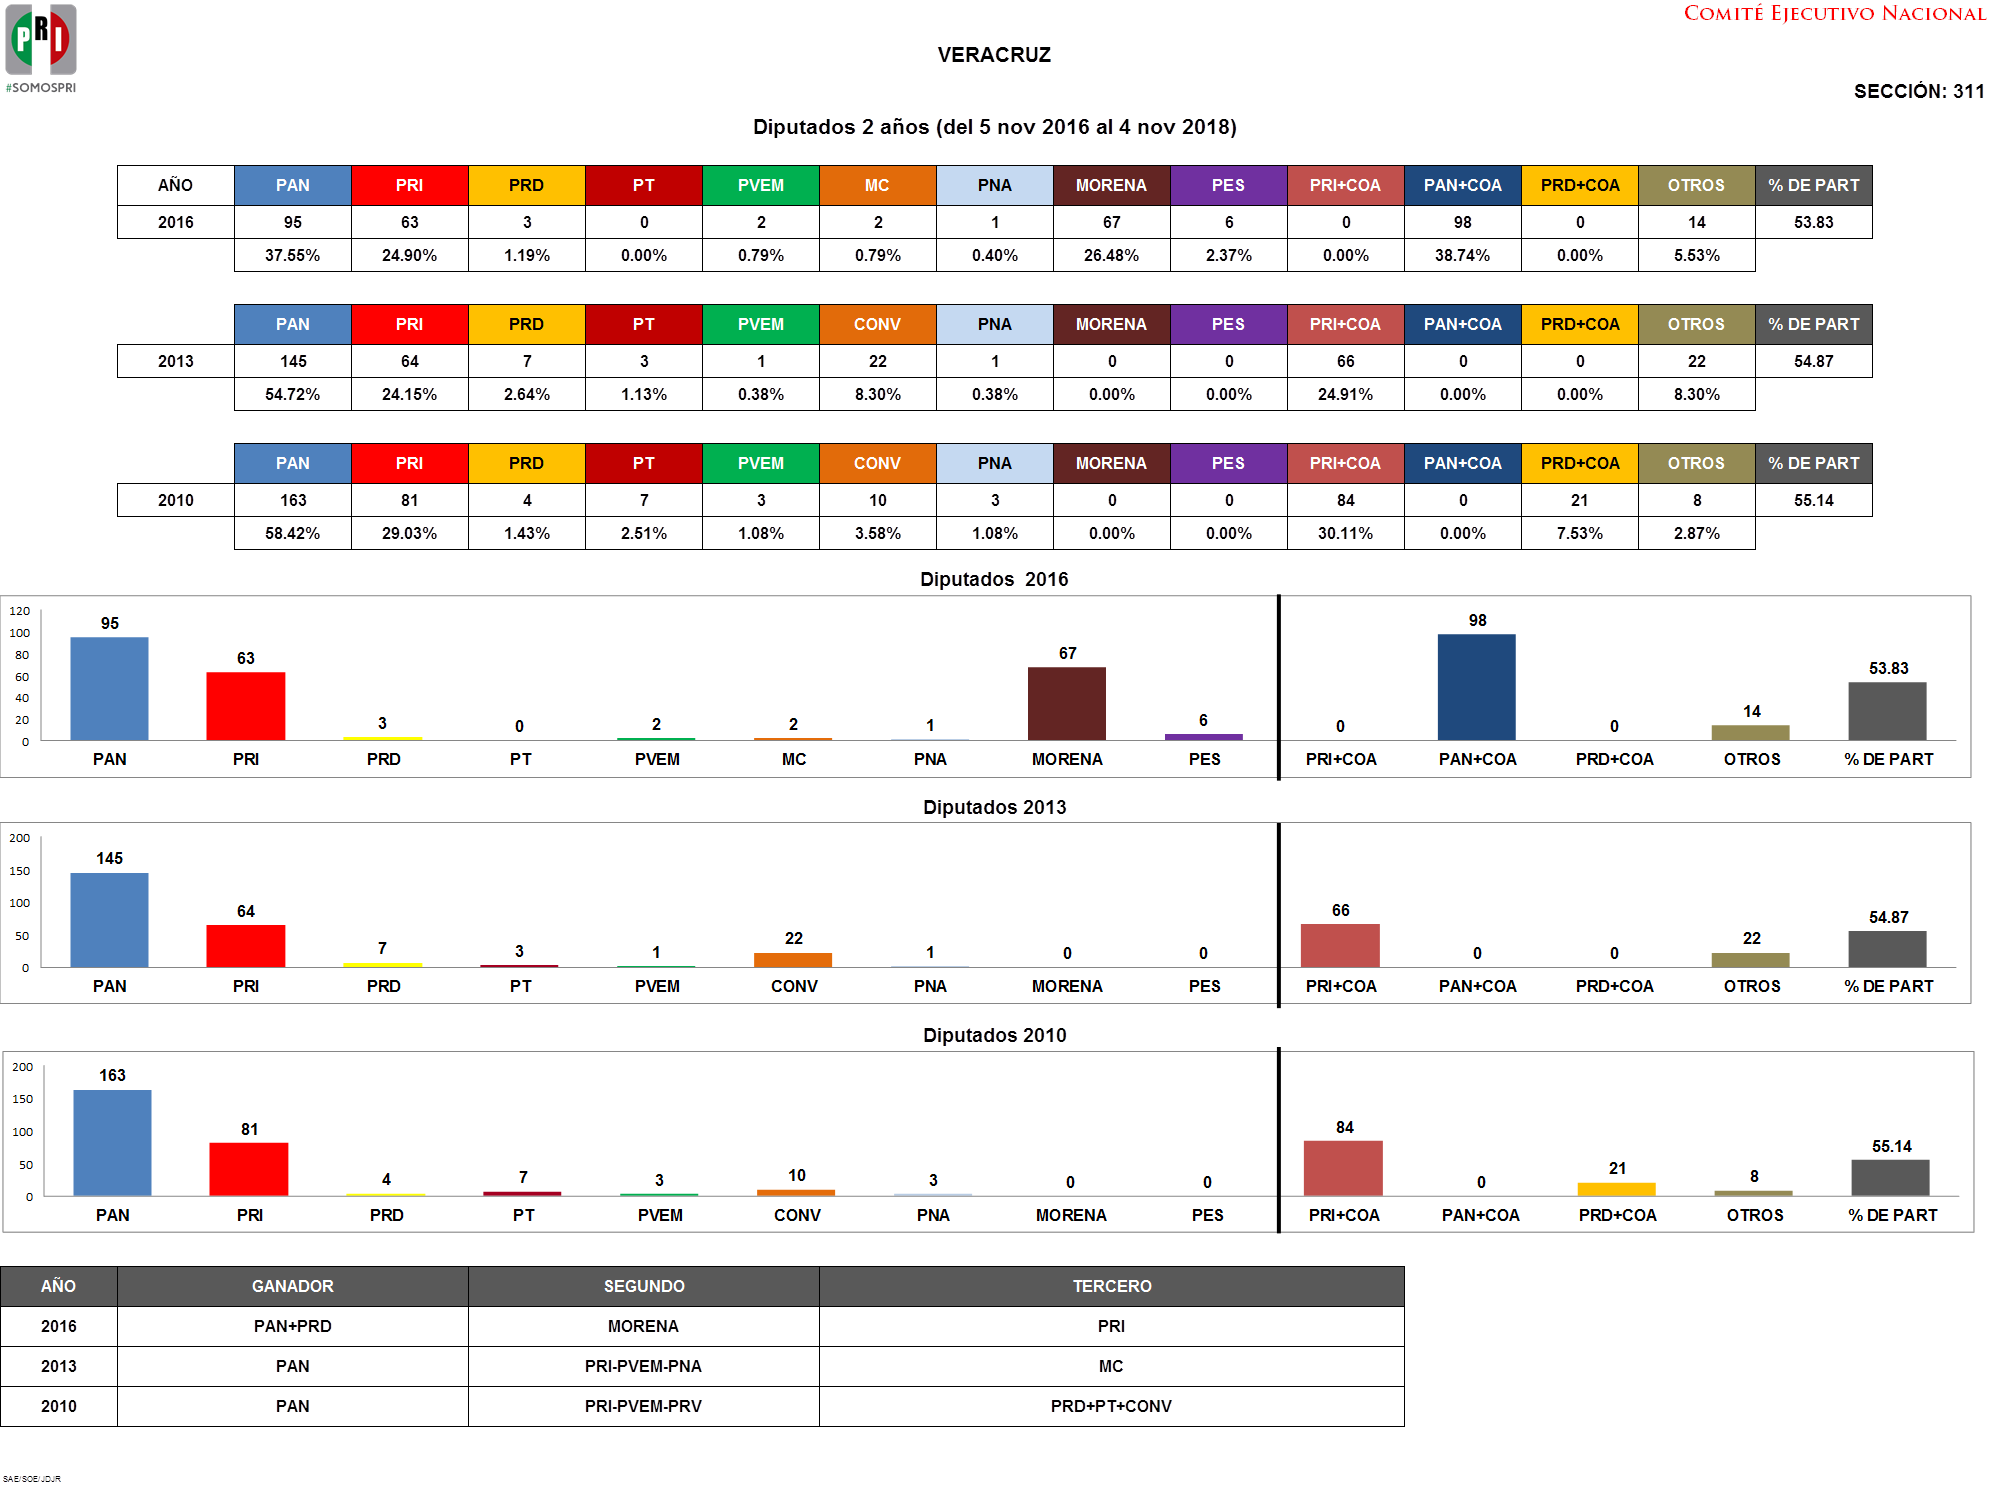 PRI
#SOMOSPRI
COMITÉ EJECUTIVO NACIONAL
VERACRUZ
SECCIÓN: 311
Diputados 2 años (del 5 nov 2016 al 4 nov 2018)
AÑO PAN PRI PRD PT PVEM MC PNA MORENA PES PRI+COA PAN+COA PRD+COA OTROS % DE PART
2016 95 63 3 0 2 2 1 67 6 0 98 0 14 53.83
37.55% 24.90% 1.19% 0.00% 0.79% 0.79% 0.40% 26.48% 2.37% 0.00% 38.74% 0.00% 5.53%
PAN PRI PRD PT PVEM CONV PNA MORENA PES PRI+COA PAN+COA PRD+COA OTROS % DE PART
2013 145 64 7 3 1 22 1 0 0 66 0 0 22 54.87
54.72% 24.15% 2.64% 1.13% 0.38% 8.30% 0.38% 0.00% 0.00% 24.91% 0.00% 0.00% 8.30%
PAN PRI PRD PT PVEM CONV PNA MORENA PES PRI+COA PAN+COA PRD+COA OTROS % DE PART
2010 163 81 4 7 3 10 3 0 0 84 0 21 8 55.14
58.42% 29.03% 1.43% 2.51% 1.08% 3.58% 1.08% 0.00% 0.00% 30.11% 0.00% 7.53% 2.87%
Diputados 2016
120
100
80
60
40
20
0
95 63 3 0 2 2 1 67 6 0 98 0 14 53.83
PAN PRI PRD PT PVEM MC PNA MORENA PES PRI+COA PAN+COA PRD+COA OTROS % DE PART
Diputados 2013
200
150
100
50
0
145 64 7 3 1 22 1 0 0 66 0 0 22 54.87
PAN PRI PRD PT PVEM CONV PNA MORENA PES PRI+COA PAN+COA PRD+COA OTROS % DE PART
Diputados 2010
200
150
100
50
0
163 81 4 7 3 10 3 0 0 84 0 21 8 55.14
PAN PRI PRD PT PVEM CONV PNA MORENA PES PRI+COA PAN+COA PRD+COA OTROS % DE PART
AÑO GANADOR SEGUNDO TERCERO
2016 PAN+PRD MORENA PRI
2013 PAN PRI-PVEM-PNA MC
2010 PAN PRI-PVEM-PRV PRD+PT+CONV
SAE/SOE/JDJR